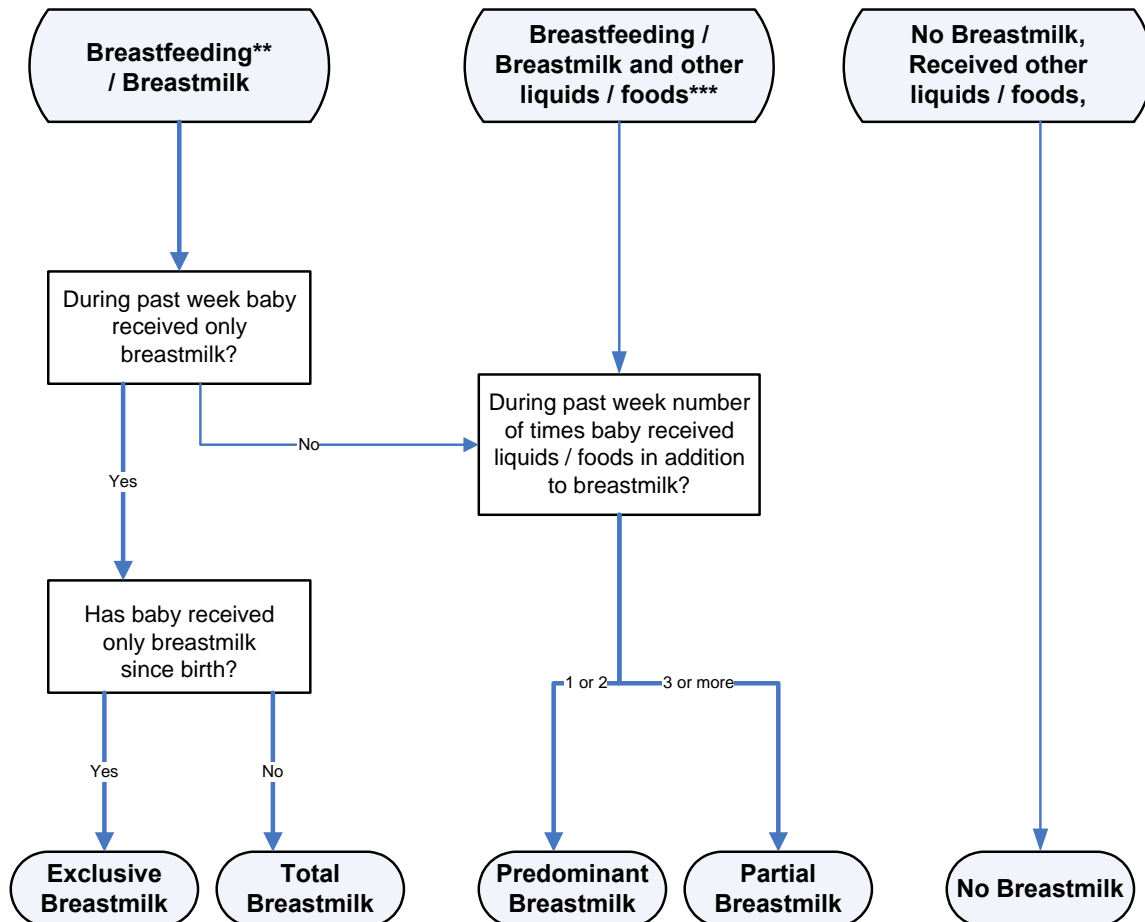 Breastfeeding**
/ Breastmilk
Breastfeeding /
Breastmilk and other
liquids / foods***
No Breastmilk,
Received other
liquids / foods,
During past week baby
received only
breastmilk?
During past week number
of times baby received
liquids / foods in addition
to breastmilk?
No
Yes
Has baby received
only breastmilk
since birth?
1 or 2
3 or more
Yes
No
Exclusive
Breastmilk
Total
Breastmilk
Predominant
Breastmilk
Partial
Breastmilk
No Breastmilk